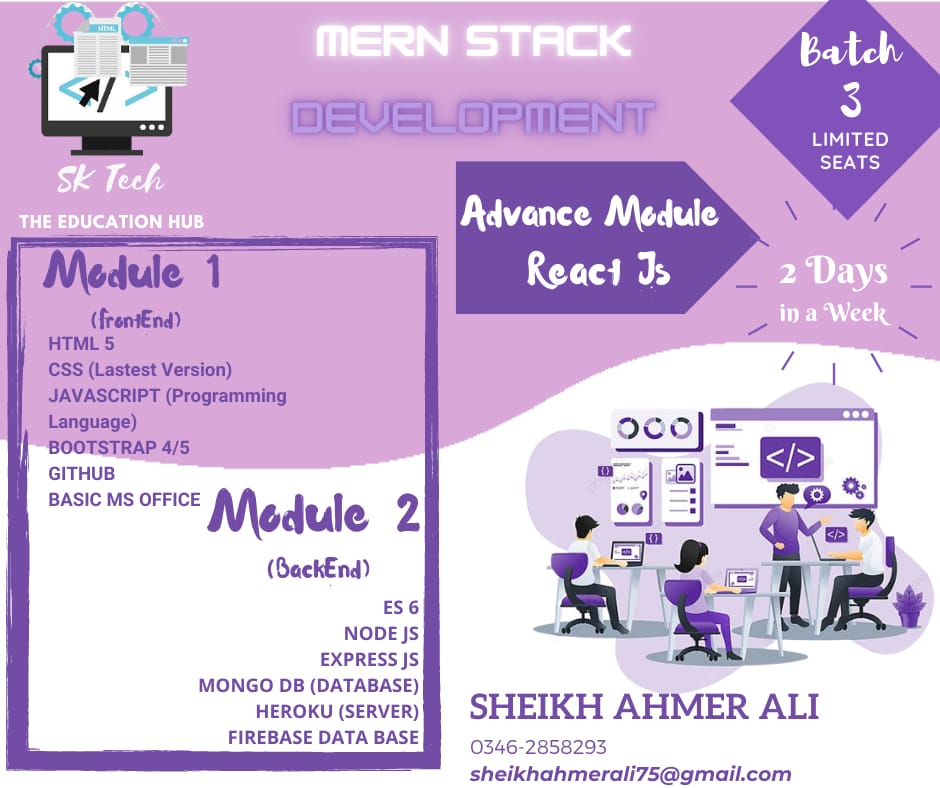 MERN STACK
DEVELOPMENT
Batch
3
LIMITED
SEATS
HTML
</>
SK Tech
THE EDUCATION HUB
Advance Module
React Js
2 Days
in a Week
Module 1
(frontEnd)
HTML 5
CSS (Lastest Version)
JAVASCRIPT (Programming
Language)
BOOTSTRAP 4/5
GITHUB
BASIC MS OFFICE
Module 2
(BackEnd)
ES 6
NODE JS
EXPRESS JS
MONGO DB (DATABASE)
HEROKU (SERVER)
FIREBASE DATA BASE
</>
{}
{}
</>
SHEIKH AHMER ALI
0346-2858293
sheikhahmerali75@gmail.com